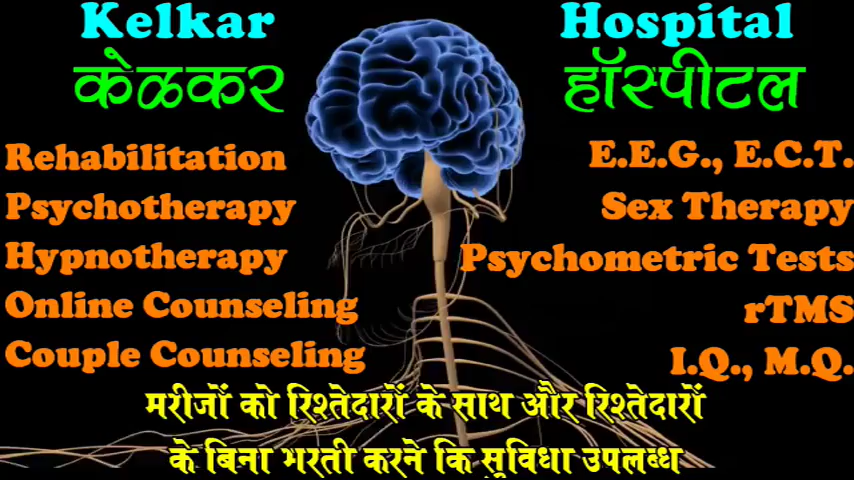 Kelkar Hospital
केळकर हॉस्पीटल
Rehabilitation
Psychotherapy
Hypnotherapy
Online Counseling
Couple Counseling
E.E.G., E.C.T.
Sex Therapy
Psychometric Tests
rTMS
I.Q., M.Q.
मरीजों को रिश्तेदारों के साथ और रिश्तेदारों
के बिना भरती करने कि सुविधा उपलब्ध